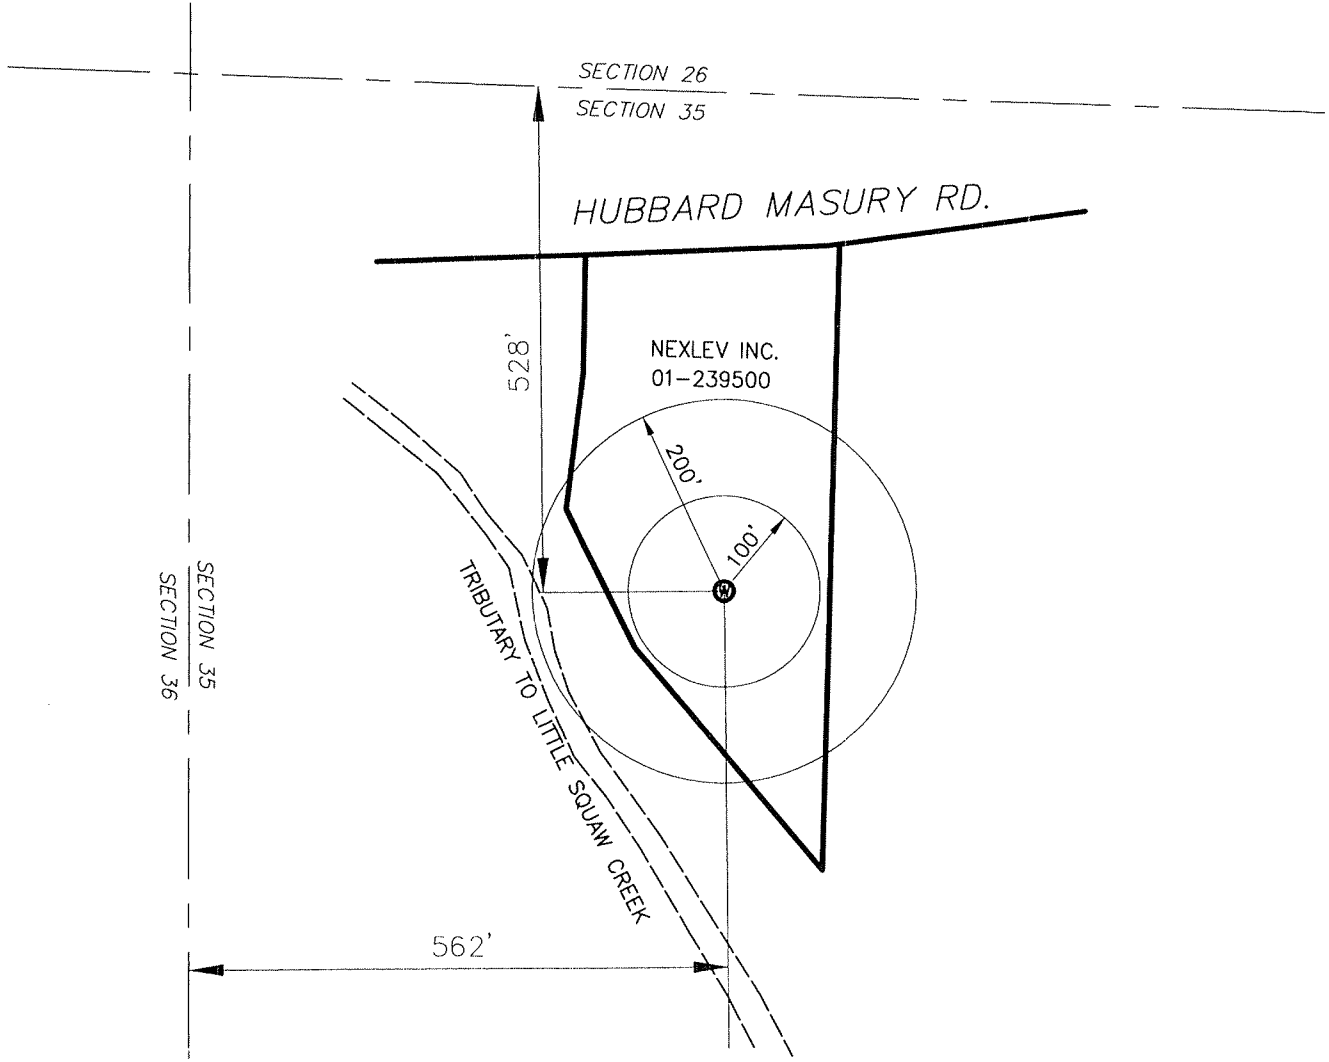 SECTION 26
SECTION 35
HUBBARD MASURY RD.
528'
NEXLEV INC.
01-239500
200'
100'
W
SECTION 35
SECTION 36
TRIBUTARY TO LITTLE SQUAW CREEK
562'